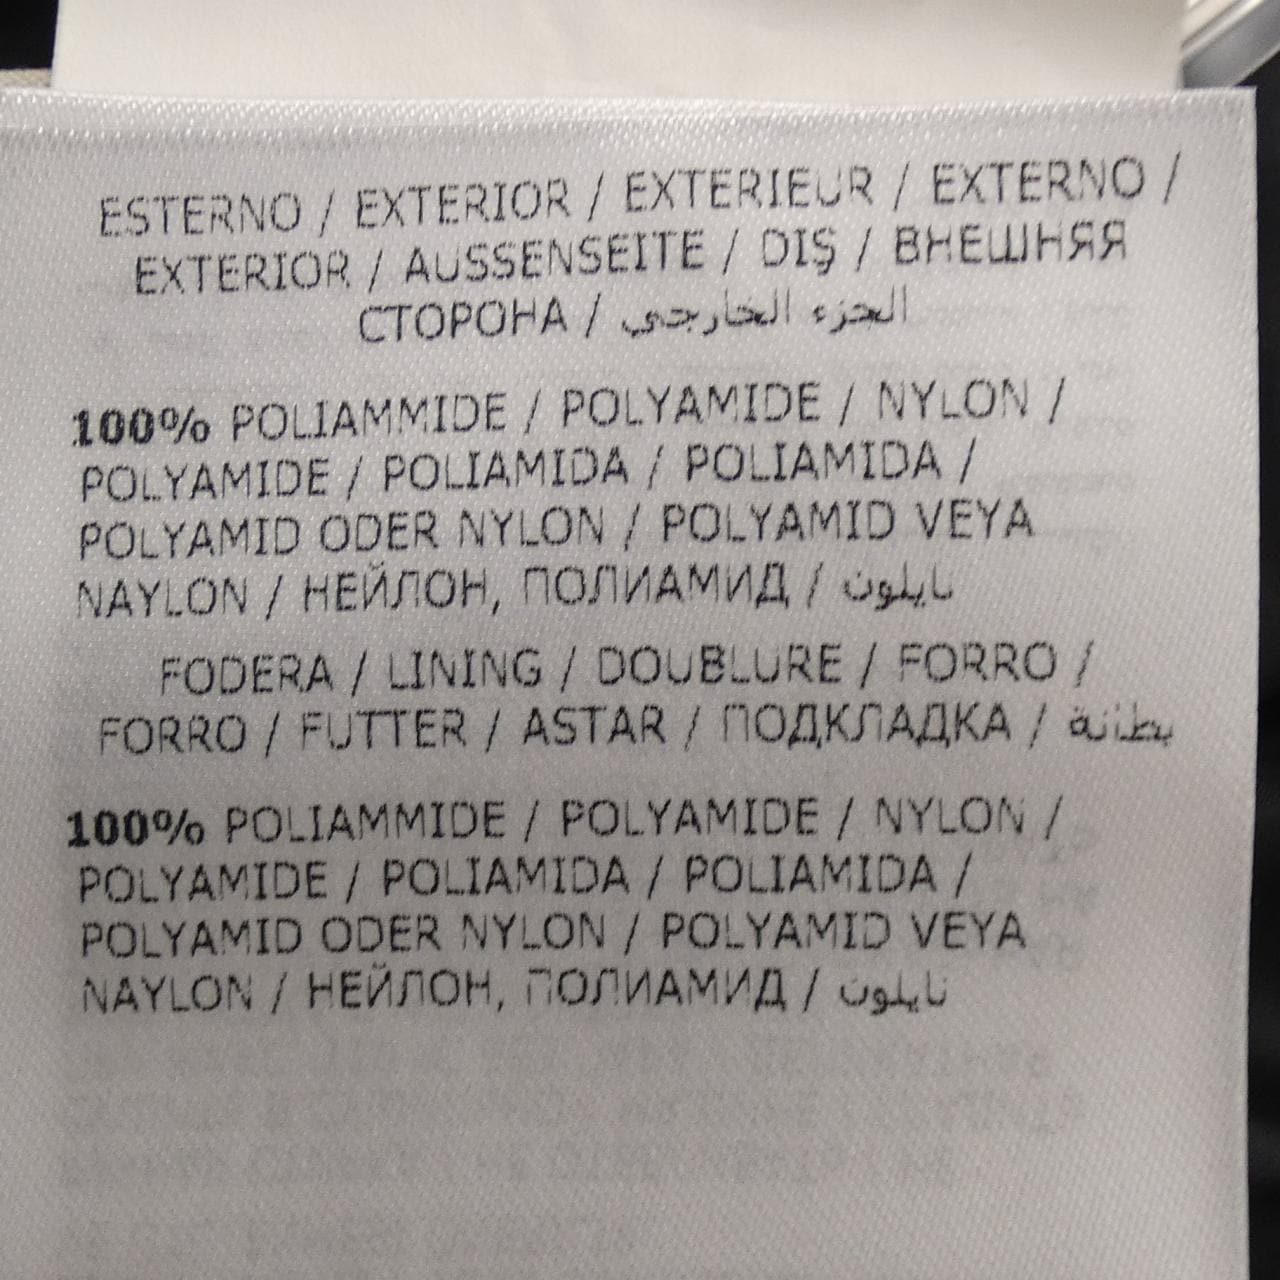 ESTERNO / EXTERIOR / EXTERIEUR / EXTERNO /
EXTERIOR / AUSSENSEITE / DIŞ / ВНЕШНЯЯ
СТОРОНА / الجزء الخارجي
100% POLIAMMIDE / POLYAMIDE / NYLON /
POLYAMIDE / POLIAMIDA / POLIAMIDA /
POLYAMID ODER NYLON / POLYAMID VEYA
NAYLON / НЕЙЛОН, ПОЛИАМИД / نايلون
FODERA / LINING / DOUBLURE / FORRO /
FORRO / FUTTER / ASTAR / ПОДКЛАДКА / بطانة
100% POLIAMMIDE / POLYAMIDE / NYLON /
POLYAMIDE / POLIAMIDA / POLIAMIDA /
POLYAMID ODER NYLON / POLYAMID VEYA
NAYLON / НЕЙЛОН, ПОЛИАМИД / نايلون